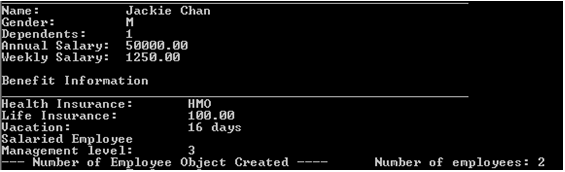 Name: Jackie Chan
Gender: M
Dependents: 1
Annual Salary: 50000.00
Weekly Salary: 1250.00
Benefit Information
Health Insurance: HMO
Life Insurance: 100.00
Vacation: 16 days
Salaried Employee
Management level: 3
--- Number of Employee Object Created ---- Number of employees: 2